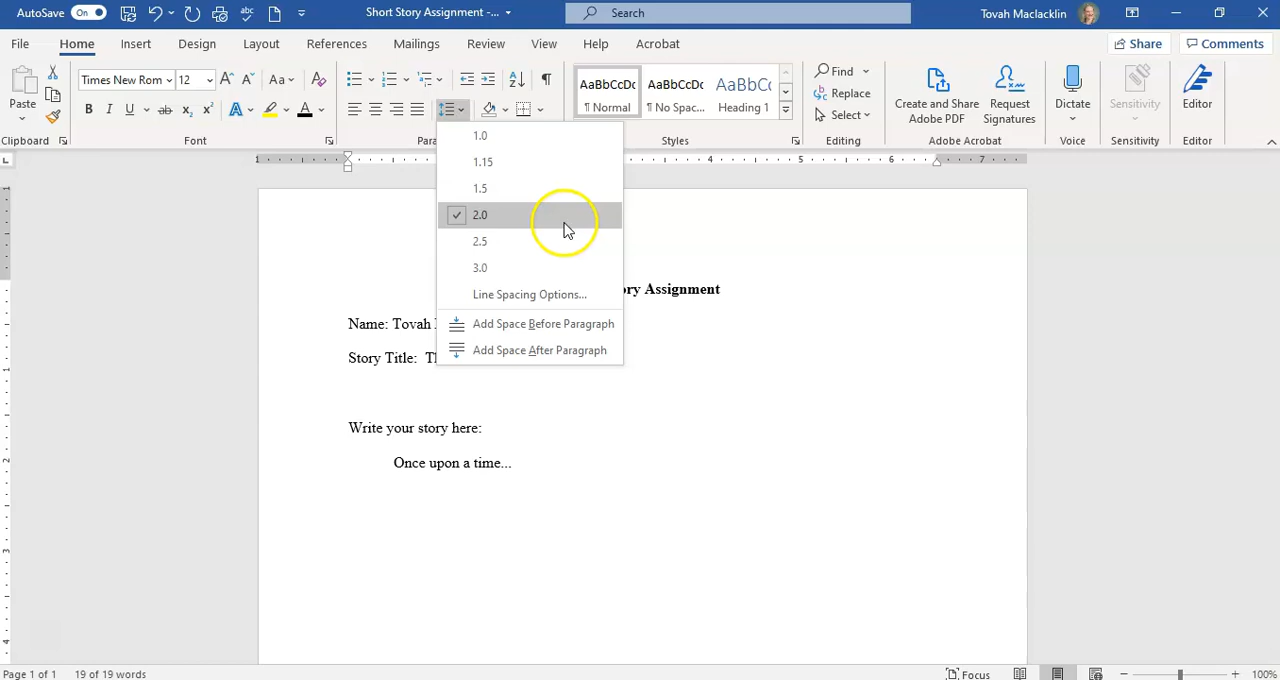 AutoSave On Short Story Assignment -... Search Tovah Maclacklin
File Home Insert Design Layout References Mailings Review View Help Acrobat Share Comments
Paste Times New Rom 12 Aa AaBbCcDc AaBbCcDc AaBbCc Find Replace Select Create and Share Adobe PDF Request Signatures Dictate Sensitivity Editor
¶ Normal ¶ No Spac... Heading 1
Clipboard Font Para Styles Editing Adobe Acrobat Voice Sensitivity Editor
1.0
1.15
1.5
2.0
2.5
3.0
Line Spacing Options...
Add Space Before Paragraph
Add Space After Paragraph
ory Assignment
Name: Tovah
Story Title: Th
Write your story here:
Once upon a time...
Page 1 of 1 19 of 19 words Focus 100%